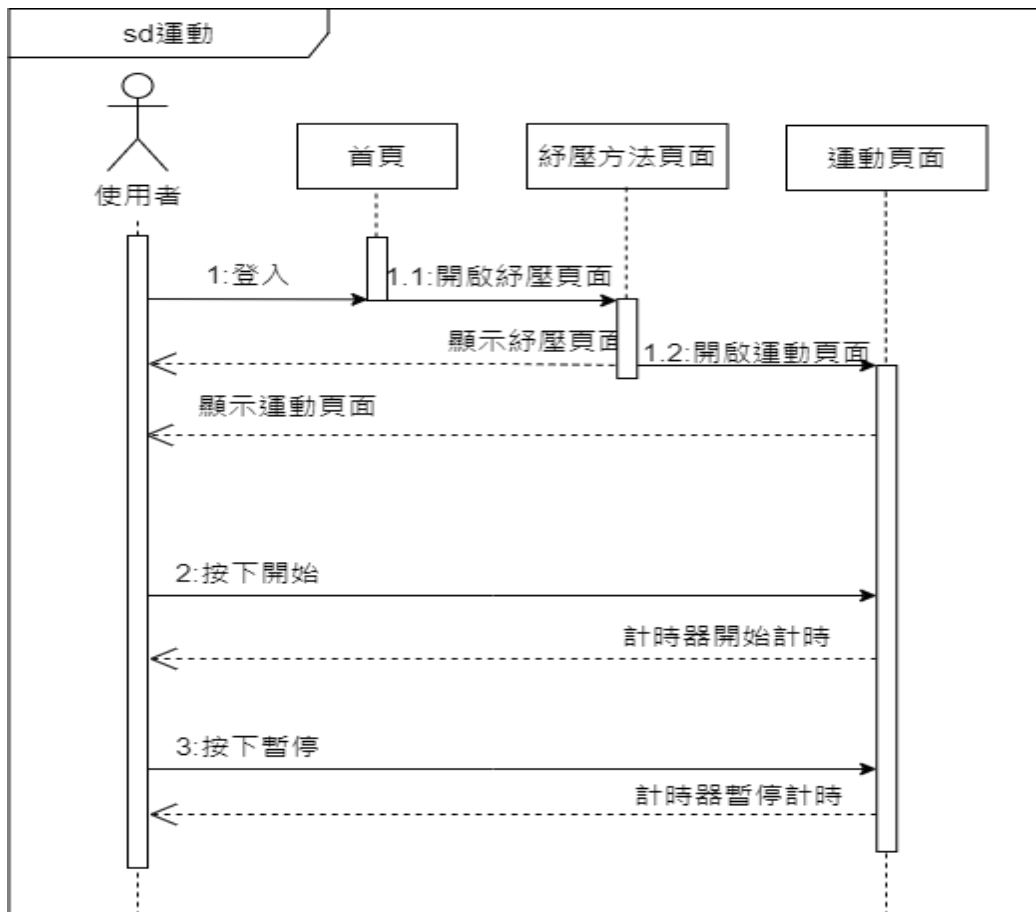 sd運動
使用者
首頁
紓壓方法頁面
運動頁面
1:登入
1.1:開啟紓壓頁面
顯示紓壓頁面
1.2:開啟運動頁面
顯示運動頁面
2:按下開始
計時器開始計時
3:按下暫停
計時器暫停計時